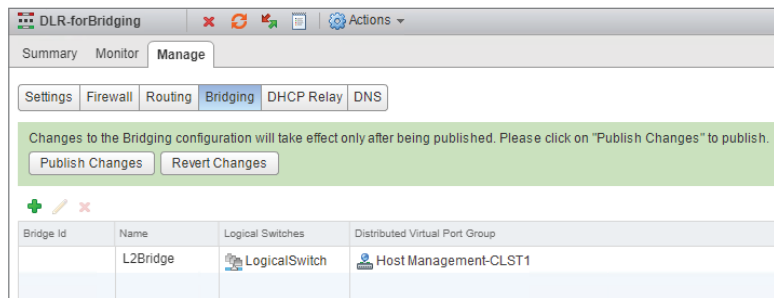 DLR-forBridging Actions
Summary Monitor Manage
Settings Firewall Routing Bridging DHCP Relay DNS
Changes to the Bridging configuration will take effect only after being published. Please click on "Publish Changes" to publish.
Publish Changes Revert Changes
Bridge Id Name Logical Switches Distributed Virtual Port Group
L2Bridge LogicalSwitch Host Management-CLST1